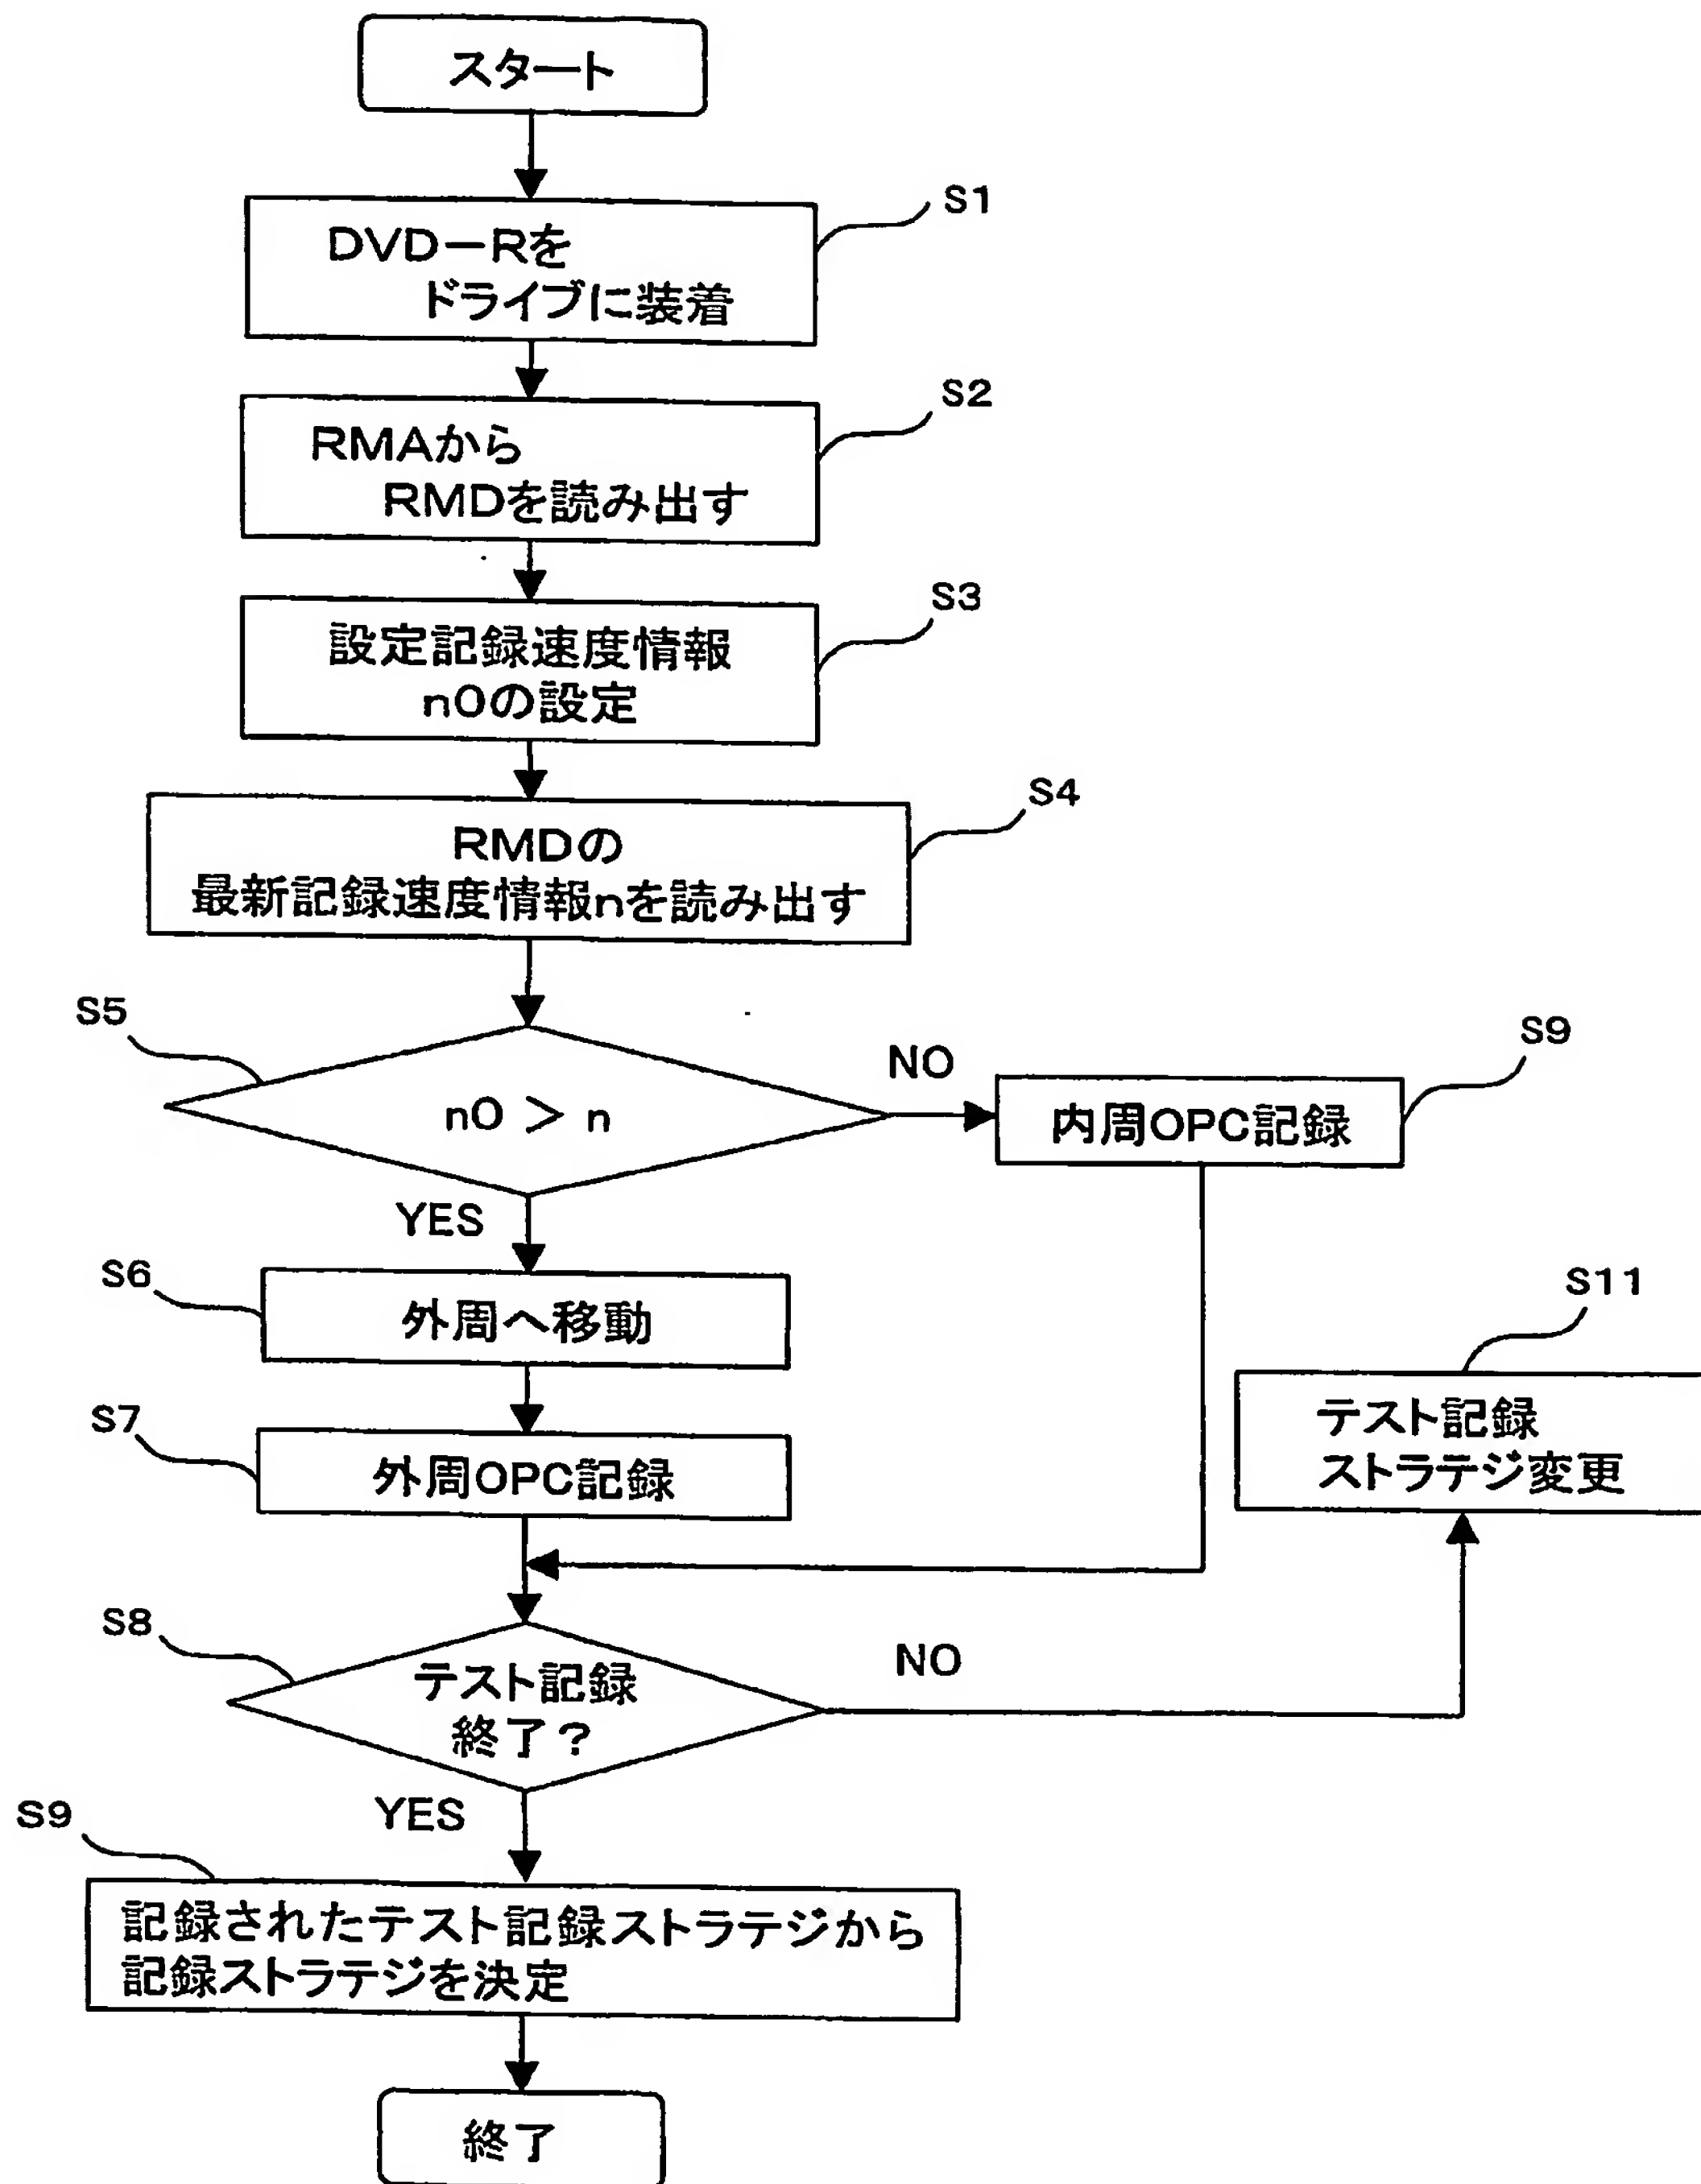 スタート
S1
DVD－Rを
ドライブに装着
S2
RMAから
RMDを読み出す
S3
設定記録速度情報
n0の設定
S4
RMDの
最新記録速度情報nを読み出す
S5
n0 ＞ n
NO
S9
内周OPC記録
YES
S6
外周へ移動
S11
テスト記録
ストラテジ変更
S7
外周OPC記録
S8
テスト記録
終了？
NO
YES
S9
記録されたテスト記録ストラテジから
記録ストラテジを決定
終了